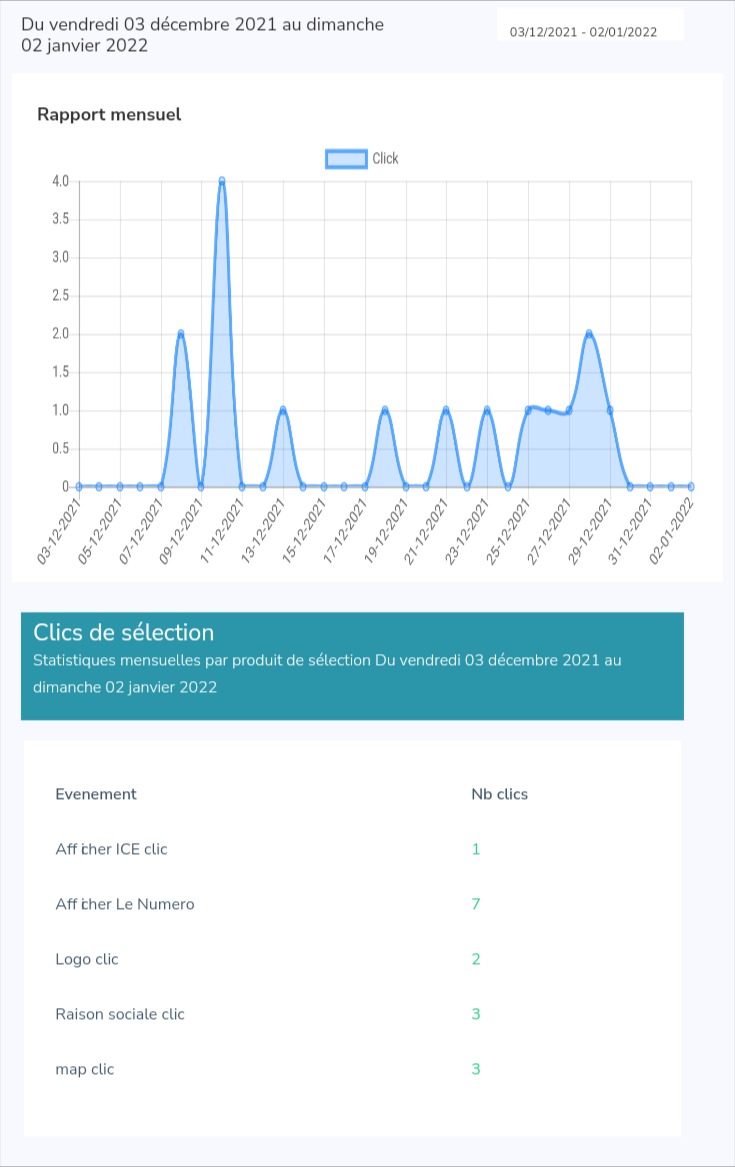 Du vendredi 03 décembre 2021 au dimanche
02 janvier 2022
03/12/2021 - 02/01/2022
Rapport mensuel
Click
4.0
3.5
3.0
2.5
2.0
1.5
1.0
0.5
0
03-12-2021
05-12-2021
07-12-2021
09-12-2021
11-12-2021
13-12-2021
15-12-2021
17-12-2021
19-12-2021
21-12-2021
23-12-2021
25-12-2021
27-12-2021
29-12-2021
31-12-2021
02-01-2022
Clics de sélection
Statistiques mensuelles par produit de sélection Du vendredi 03 décembre 2021 au
dimanche 02 janvier 2022
Evenement Nb clics
Afficher ICE clic 1
Afficher Le Numero 7
Logo clic 2
Raison sociale clic 3
map clic 3